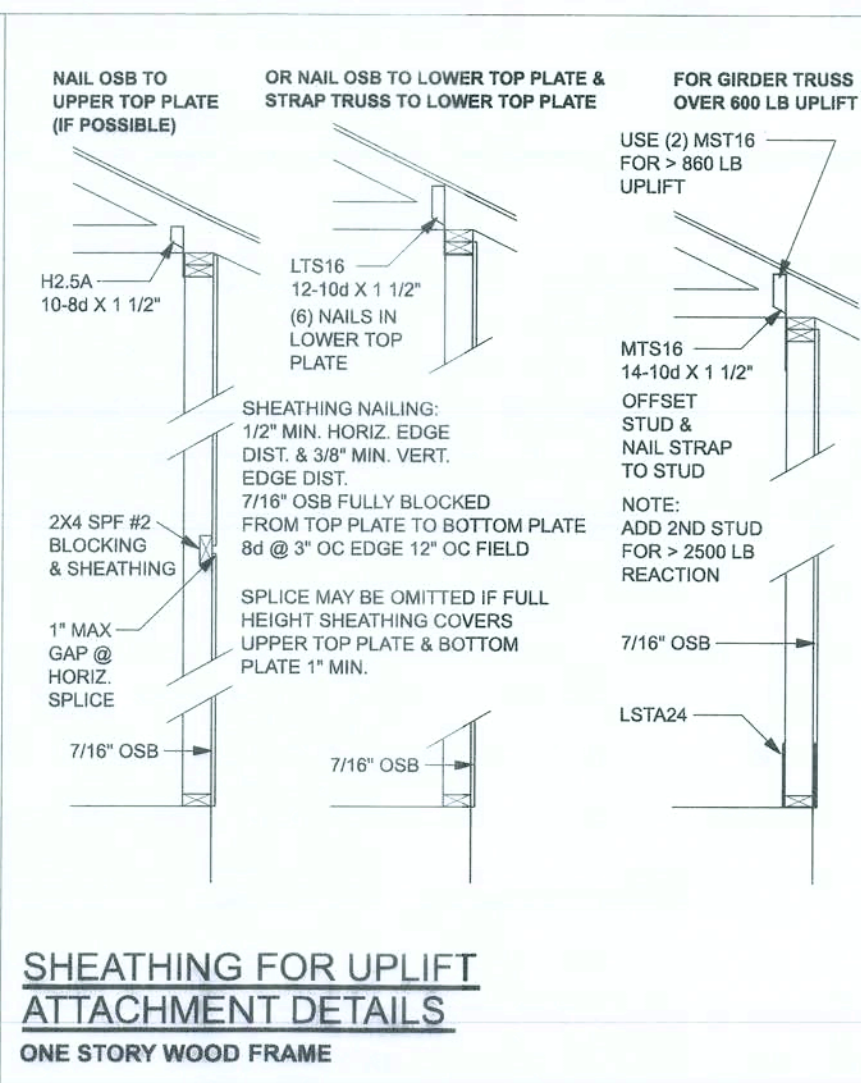 NAIL OSB TO
UPPER TOP PLATE
(IF POSSIBLE)
H2.5A
10-8d X 1 1/2"
2X4 SPF #2
BLOCKING
& SHEATHING
1" MAX
GAP @
HORIZ.
SPLICE
7/16" OSB
OR NAIL OSB TO LOWER TOP PLATE &
STRAP TRUSS TO LOWER TOP PLATE
LTS16
12-10d X 1 1/2"
(6) NAILS IN
LOWER TOP
PLATE
SHEATHING NAILING:
1/2" MIN. HORIZ. EDGE
DIST. & 3/8" MIN. VERT.
EDGE DIST.
7/16" OSB FULLY BLOCKED
FROM TOP PLATE TO BOTTOM PLATE
8d @ 3" OC EDGE 12" OC FIELD
SPLICE MAY BE OMITTED IF FULL
HEIGHT SHEATHING COVERS
UPPER TOP PLATE & BOTTOM
PLATE 1" MIN.
7/16" OSB
FOR GIRDER TRUSS
OVER 600 LB UPLIFT
USE (2) MST16
FOR > 860 LB
UPLIFT
MTS16
14-10d X 1 1/2"
OFFSET
STUD &
NAIL STRAP
TO STUD
NOTE:
ADD 2ND STUD
FOR > 2500 LB
REACTION
7/16" OSB
LSTA24
SHEATHING FOR UPLIFT
ATTACHMENT DETAILS
ONE STORY WOOD FRAME